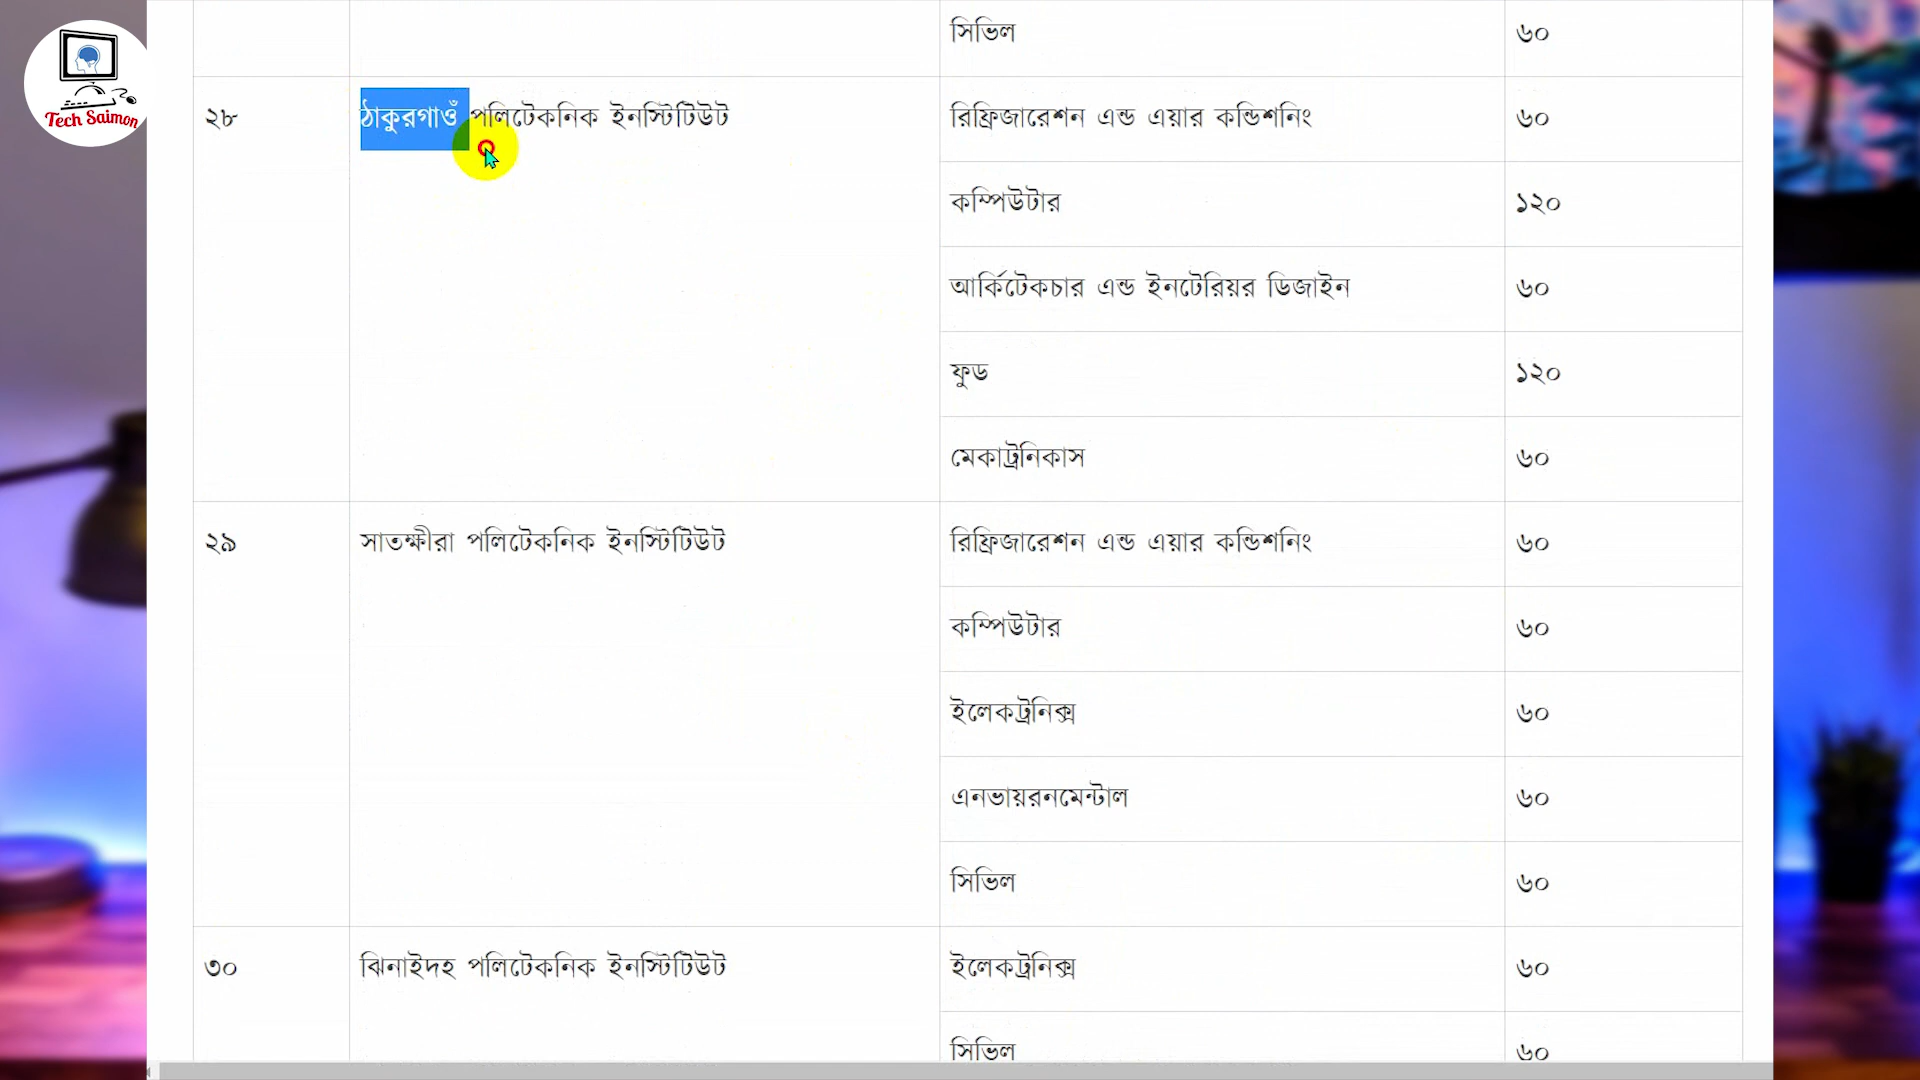 Tech Saimon
সিভিল ৬০
২৮ ঠাকুরগাওঁ পলিটেকনিক ইনস্টিটিউট রিফ্রিজারেশন এন্ড এয়ার কন্ডিশনিং ৬০
কম্পিউটার ১২০
আর্কিটেকচার এন্ড ইনটেরিয়র ডিজাইন ৬০
ফুড ১২০
মেকাট্রনিকাস ৬০
২৯ সাতক্ষীরা পলিটেকনিক ইনস্টিটিউট রিফ্রিজারেশন এন্ড এয়ার কন্ডিশনিং ৬০
কম্পিউটার ৬০
ইলেকট্রনিক্স ৬০
এনভায়রনমেন্টাল ৬০
সিভিল ৬০
৩০ ঝিনাইদহ পলিটেকনিক ইনস্টিটিউট ইলেকট্রনিক্স ৬০
সিভিল ৬০